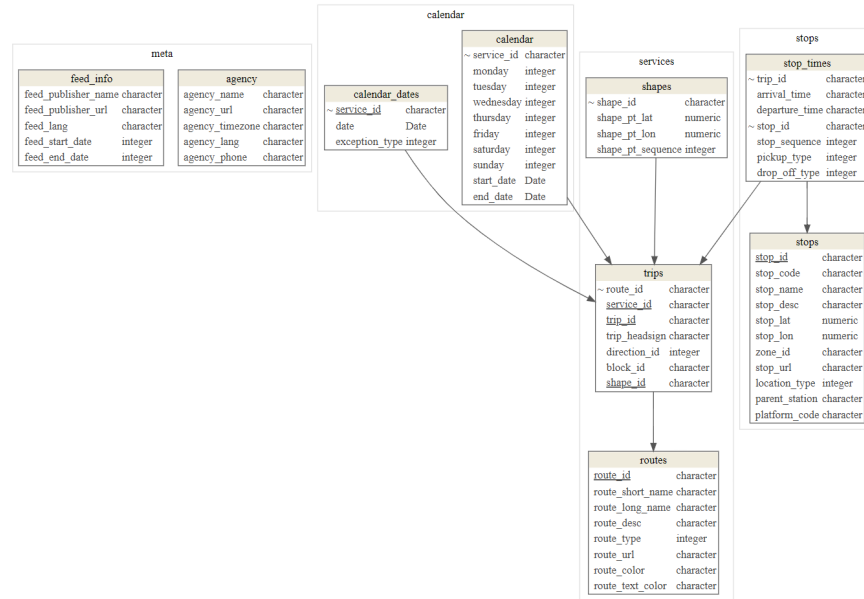 meta
feed_info
feed_publisher_name character
feed_publisher_url character
feed_lang character
feed_start_date integer
feed_end_date integer
agency
agency_name character
agency_url character
agency_timezone character
agency_lang character
agency_phone character
calendar
calendar_dates
~ service_id character
date Date
exception_type integer
calendar
~ service_id character
monday integer
tuesday integer
wednesday integer
thursday integer
friday integer
saturday integer
sunday integer
start_date Date
end_date Date
services
shapes
~ shape_id character
shape_pt_lat numeric
shape_pt_lon numeric
shape_pt_sequence integer
trips
~ route_id character
service_id character
trip_id character
trip_headsign character
direction_id integer
block_id character
shape_id character
routes
route_id character
route_short_name character
route_long_name character
route_desc character
route_type integer
route_url character
route_color character
route_text_color character
stops
stop_times
~ trip_id character
arrival_time character
departure_time character
~ stop_id character
stop_sequence integer
pickup_type integer
drop_off_type integer
stops
stop_id character
stop_code character
stop_name character
stop_desc character
stop_lat numeric
stop_lon numeric
zone_id character
stop_url character
location_type integer
parent_station character
platform_code character